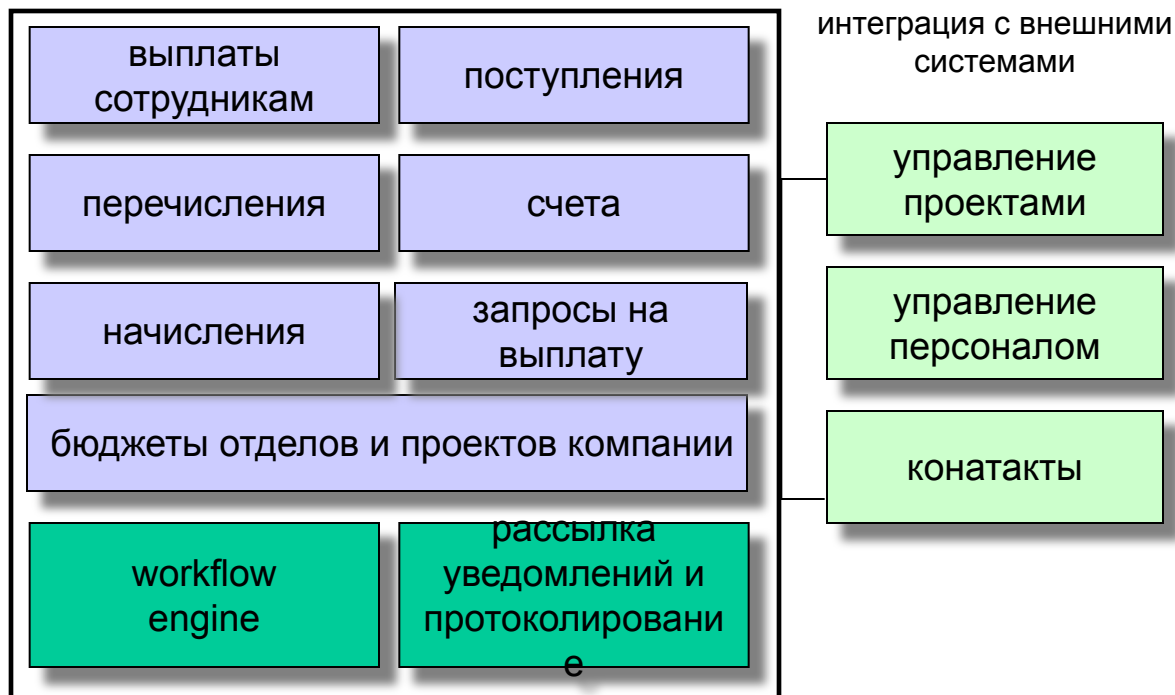 выплаты
сотрудникам
поступления
перечисления
счета
начисления
запросы на
выплату
бюджеты отделов и проектов компании
workflow
engine
рассылка
уведомлений и
протоколировани
е
интеграция с внешними
системами
управление
проектами
управление
персоналом
конатакты